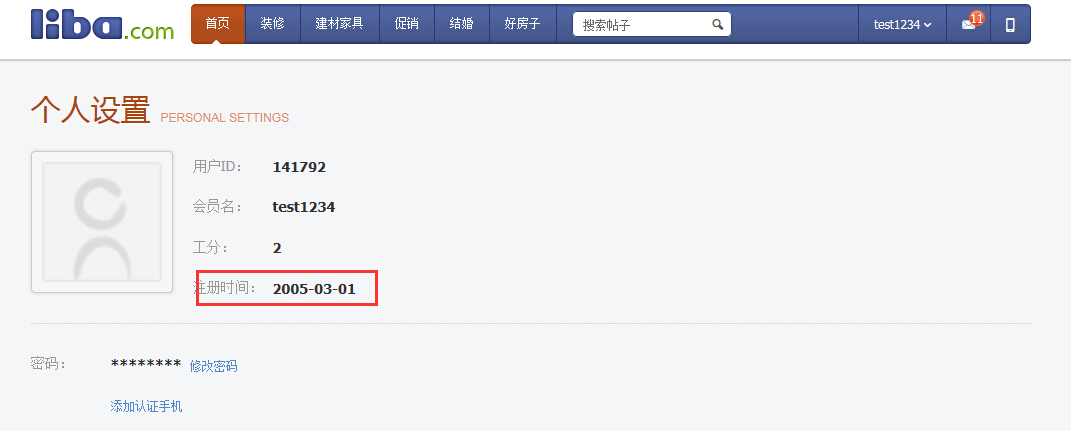 liba.com 首页 装修 建材家具 促销 结婚 好房子 搜索帖子 test1234 11
个人设置 PERSONAL SETTINGS
用户ID： 141792
会员名： test1234
工分： 2
注册时间： 2005-03-01
密码： ******** 修改密码
添加认证手机